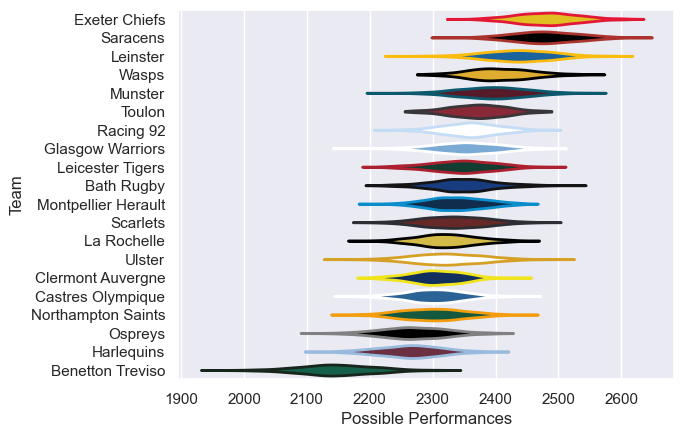 Exeter Chiefs
Saracens
Leinster
Wasps
Munster
Toulon
Racing 92
Glasgow Warriors
Leicester Tigers
Bath Rugby
Montpellier Herault
Scarlets
La Rochelle
Ulster
Clermont Auvergne
Castres Olympique
Northampton Saints
Ospreys
Harlequins
Benetton Treviso
Team
1900 2000 2100 2200 2300 2400 2500 2600
Possible Performances